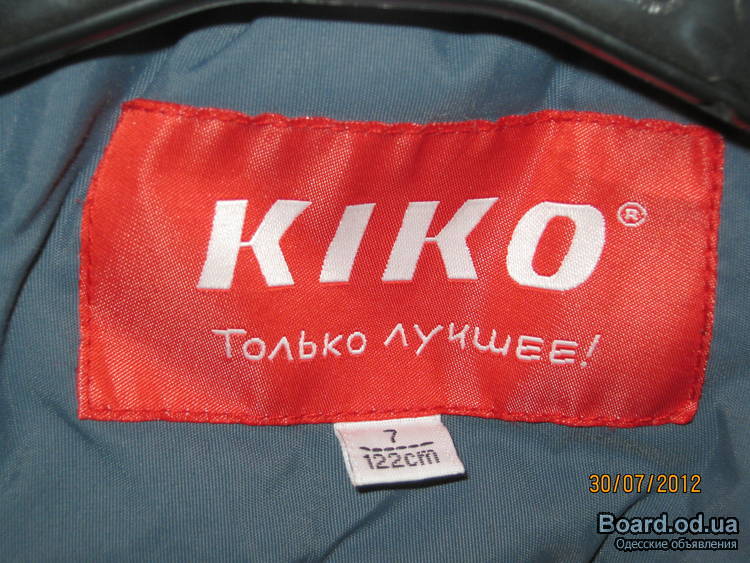 KIKO®
Только лучшее!
7
122cm
30/07/2012
Board.od.ua
Одесские объявления